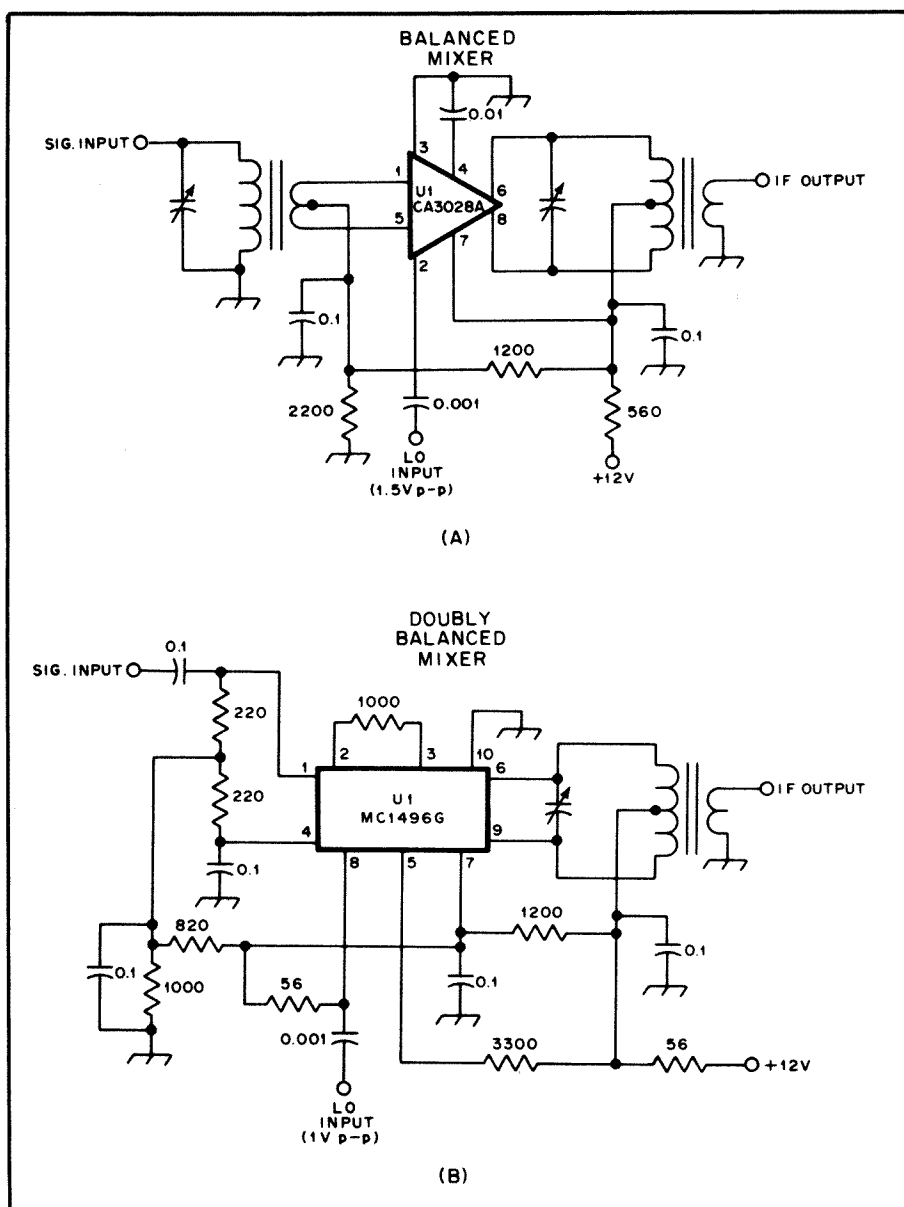 BALANCED
MIXER
0.01
SIG. INPUT
3
4
1
U1
CA3028A
6
8
5
7
2
IF OUTPUT
0.1
0.1
1200
2200
0.001
560
LO
INPUT
(1.5V p-p)
+12V
(A)
DOUBLY
BALANCED
MIXER
0.1
SIG. INPUT
220
1000
2
3
10
1
6
U1
MC1496G
220
IF OUTPUT
4
9
8
5
7
0.1
820
1200
0.1
0.1
1000
56
0.1
0.001
3300
56
+12V
LO
INPUT
(1V p-p)
(B)